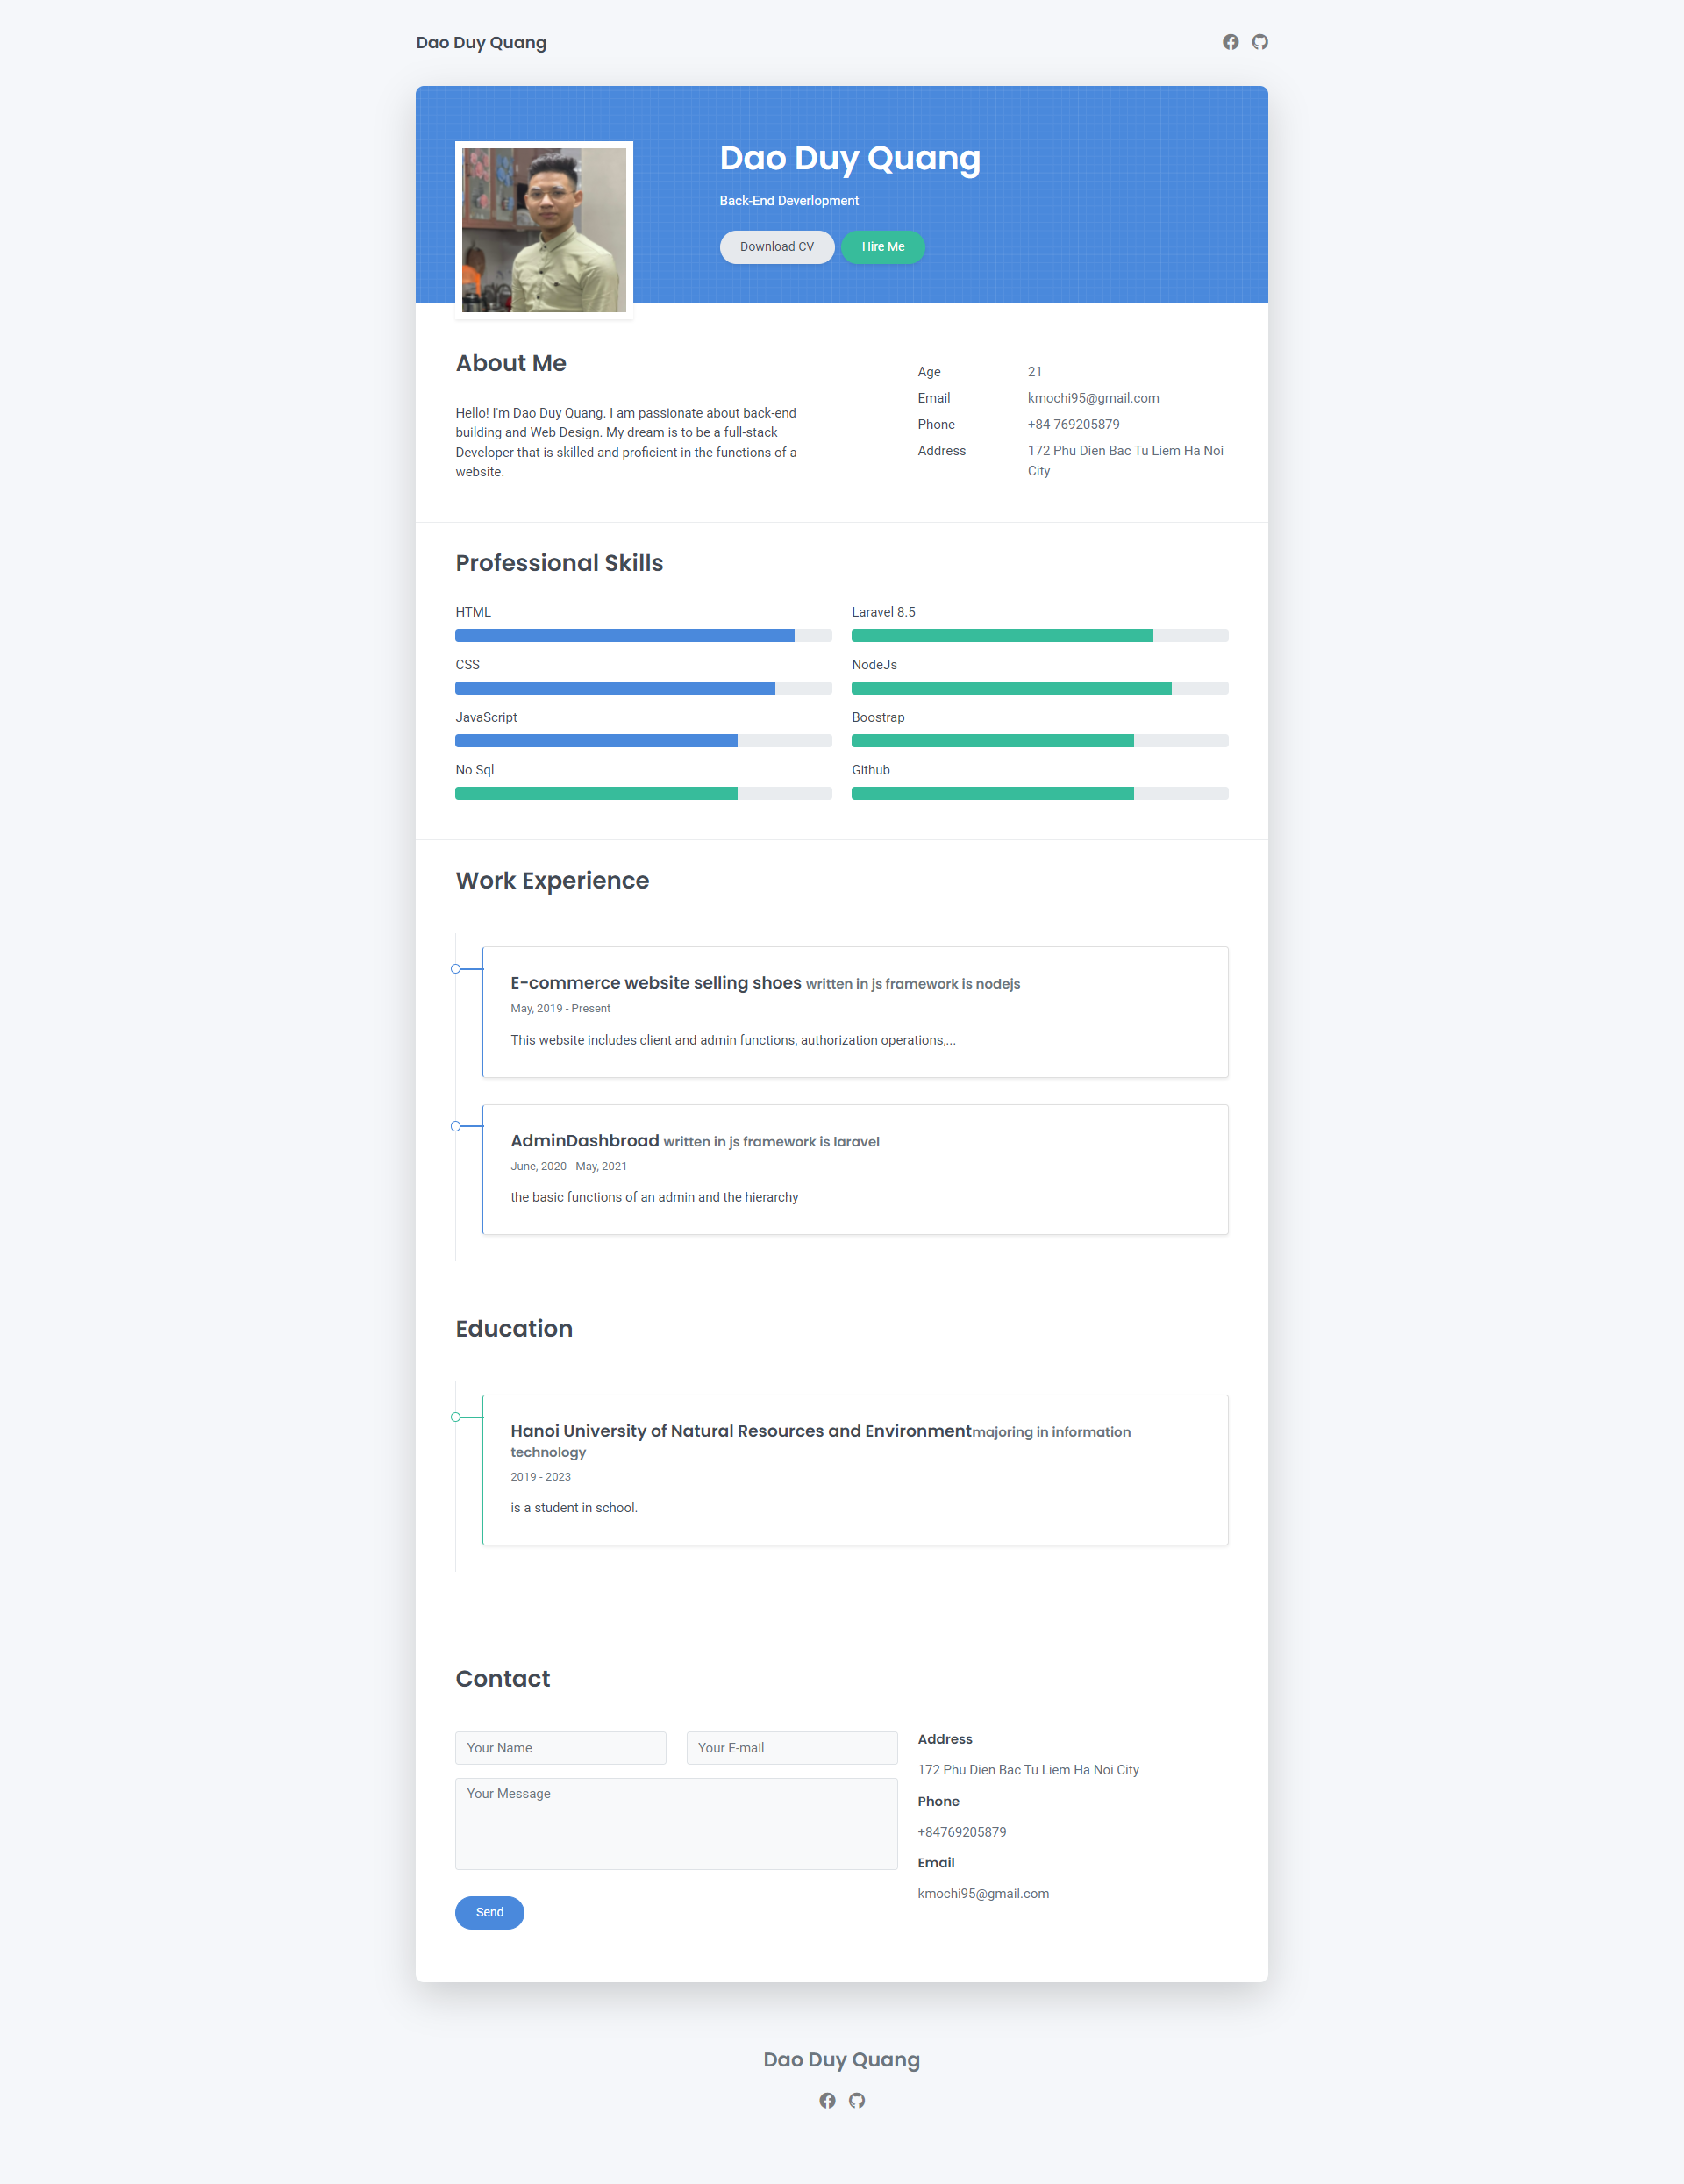 Dao Duy Quang
Dao Duy Quang
Back-End Deverlopment
Download CV
Hire Me
About Me
Hello! I'm Dao Duy Quang. I am passionate about back-end
building and Web Design. My dream is to be a full-stack
Developer that is skilled and proficient in the functions of a
website.
Age 21
Email kmochi95@gmail.com
Phone +84 769205879
Address 172 Phu Dien Bac Tu Liem Ha Noi
City
Professional Skills
HTML
Laravel 8.5
CSS
NodeJs
JavaScript
Boostrap
No Sql
Github
Work Experience
E-commerce website selling shoes written in js framework is nodejs
May, 2019 - Present
This website includes client and admin functions, authorization operations,...
AdminDashbroad written in js framework is laravel
June, 2020 - May, 2021
the basic functions of an admin and the hierarchy
Education
Hanoi University of Natural Resources and Environmentmajoring in information
technology
2019 - 2023
is a student in school.
Contact
Your Name
Your E-mail
Your Message
Send
Address
172 Phu Dien Bac Tu Liem Ha Noi City
Phone
+84769205879
Email
kmochi95@gmail.com
Dao Duy Quang